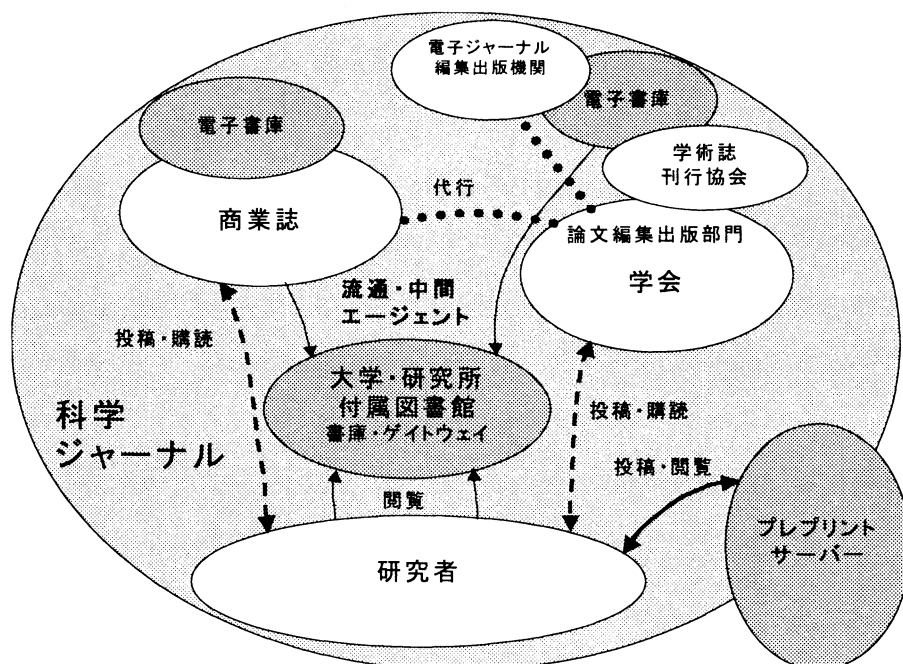 電子ジャーナル
編集出版機関
電子書庫
電子書庫
学術誌
刊行協会
代行
商業誌
論文編集出版部門
学会
流通・中間
エージェント
投稿・購読
大学・研究所
付属図書館
書庫・ゲイトウェイ
科学
ジャーナル
投稿・購読
投稿・閲覧
閲覧
プレプリント
サーバー
研究者